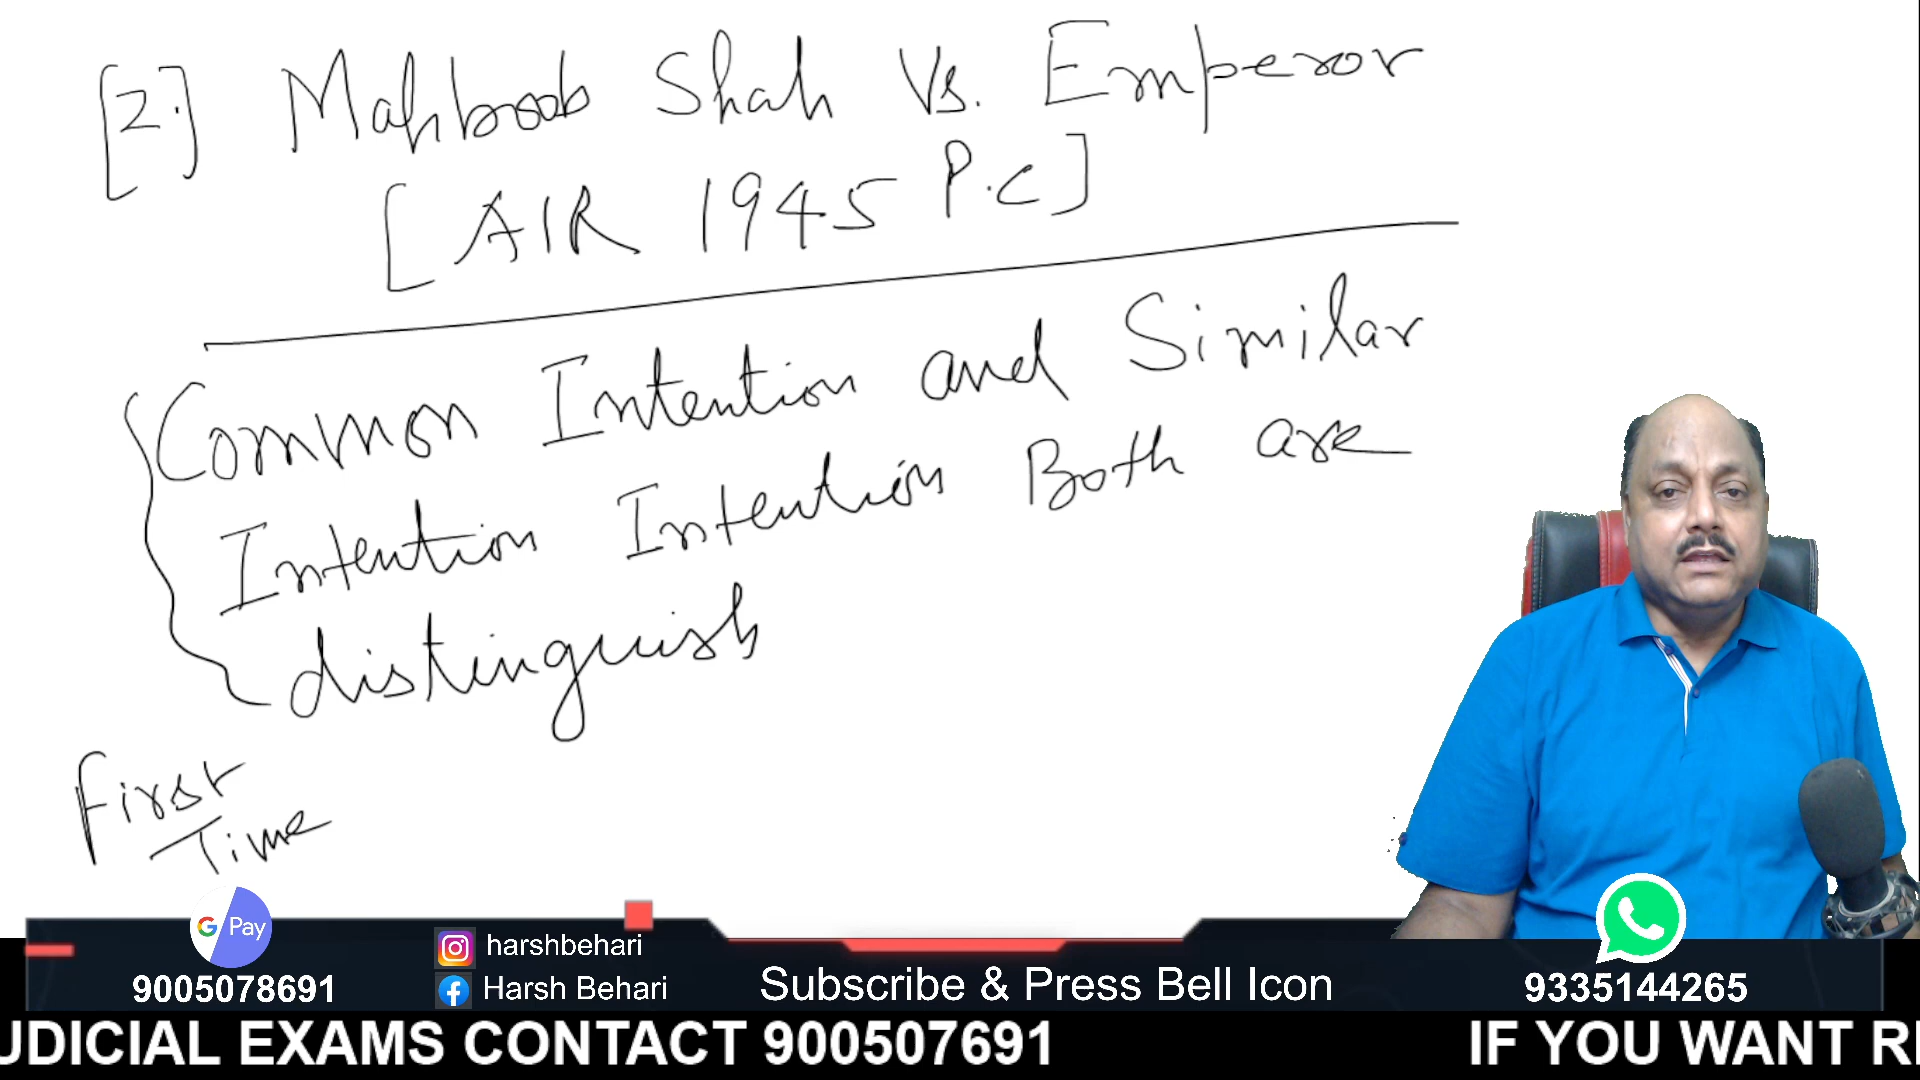 [2.] Mahboob Shah Vs. Emperor
[AIR 1945 P.C]
Common Intention and Similar
Intention Intention Both are
distinguish
First
Time
G Pay
9005078691
harshbehari
Harsh Behari
Subscribe & Press Bell Icon
9335144265
UDICIAL EXAMS CONTACT 900507691 IF YOU WANT RE